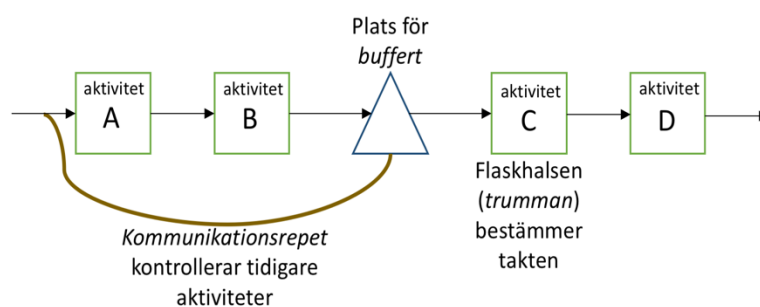 Plats för
buffert
aktivitet
A
aktivitet
B
aktivitet
C
aktivitet
D
Flaskhalsen
(trumman)
bestämmer
takten
Kommunikationsrepet
kontrollerar tidigare
aktiviteter